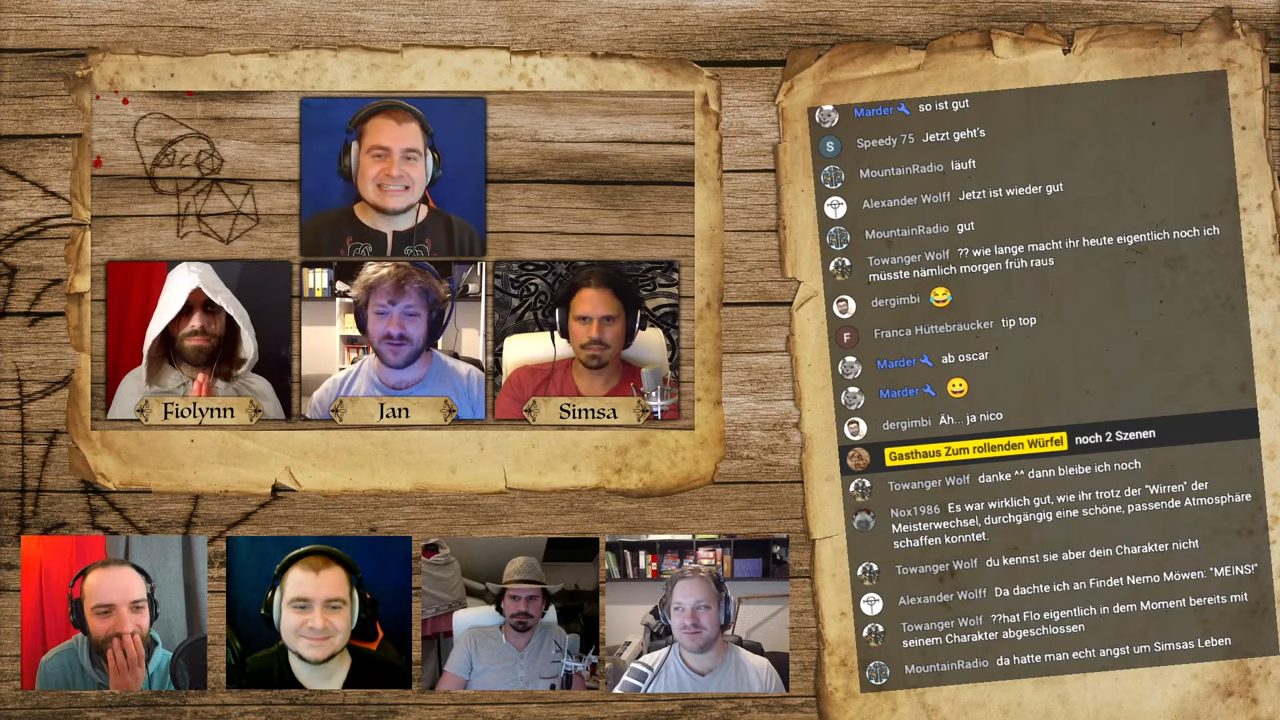 Fiolynn
Jan
Simsa
Marder so ist gut
S
Speedy 75 Jetzt geht's
MountainRadio läuft
Alexander Wolff Jetzt ist wieder gut
MountainRadio gut
Towanger Wolf ?? wie lange macht ihr heute eigentlich noch ich
müsste nämlich morgen früh raus
dergimbi 😂
F
Franca Hüttebräucker tip top
Marder ab oscar
Marder 😀
dergimbi Äh... ja nico
Gasthaus Zum rollenden Würfel noch 2 Szenen
Towanger Wolf danke ^^ dann bleibe ich noch
Nox1986 Es war wirklich gut, wie ihr trotz der "Wirren" der
Meisterwechsel, durchgängig eine schöne, passende Atmosphäre
schaffen konntet.
Towanger Wolf du kennst sie aber dein Charakter nicht
Alexander Wolff Da dachte ich an Findet Nemo Möwen: "MEINS!"
Towanger Wolf ??hat Flo eigentlich in dem Moment bereits mit
seinem Charakter abgeschlossen
MountainRadio da hatte man echt angst um Simsas Leben